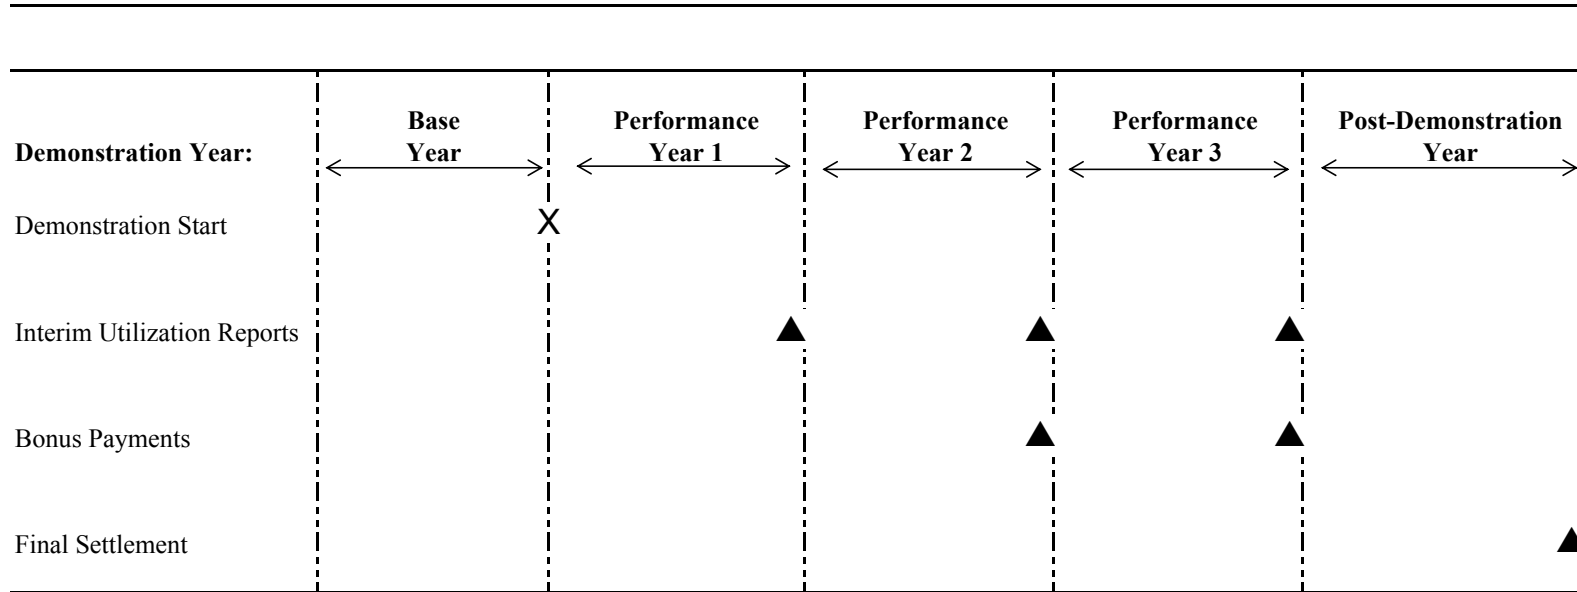 Base Performance Performance Performance Post-Demonstration
Demonstration Year: Year Year 1 Year 2 Year 3 Year
Demonstration Start X
Interim Utilization Reports
Bonus Payments
Final Settlement